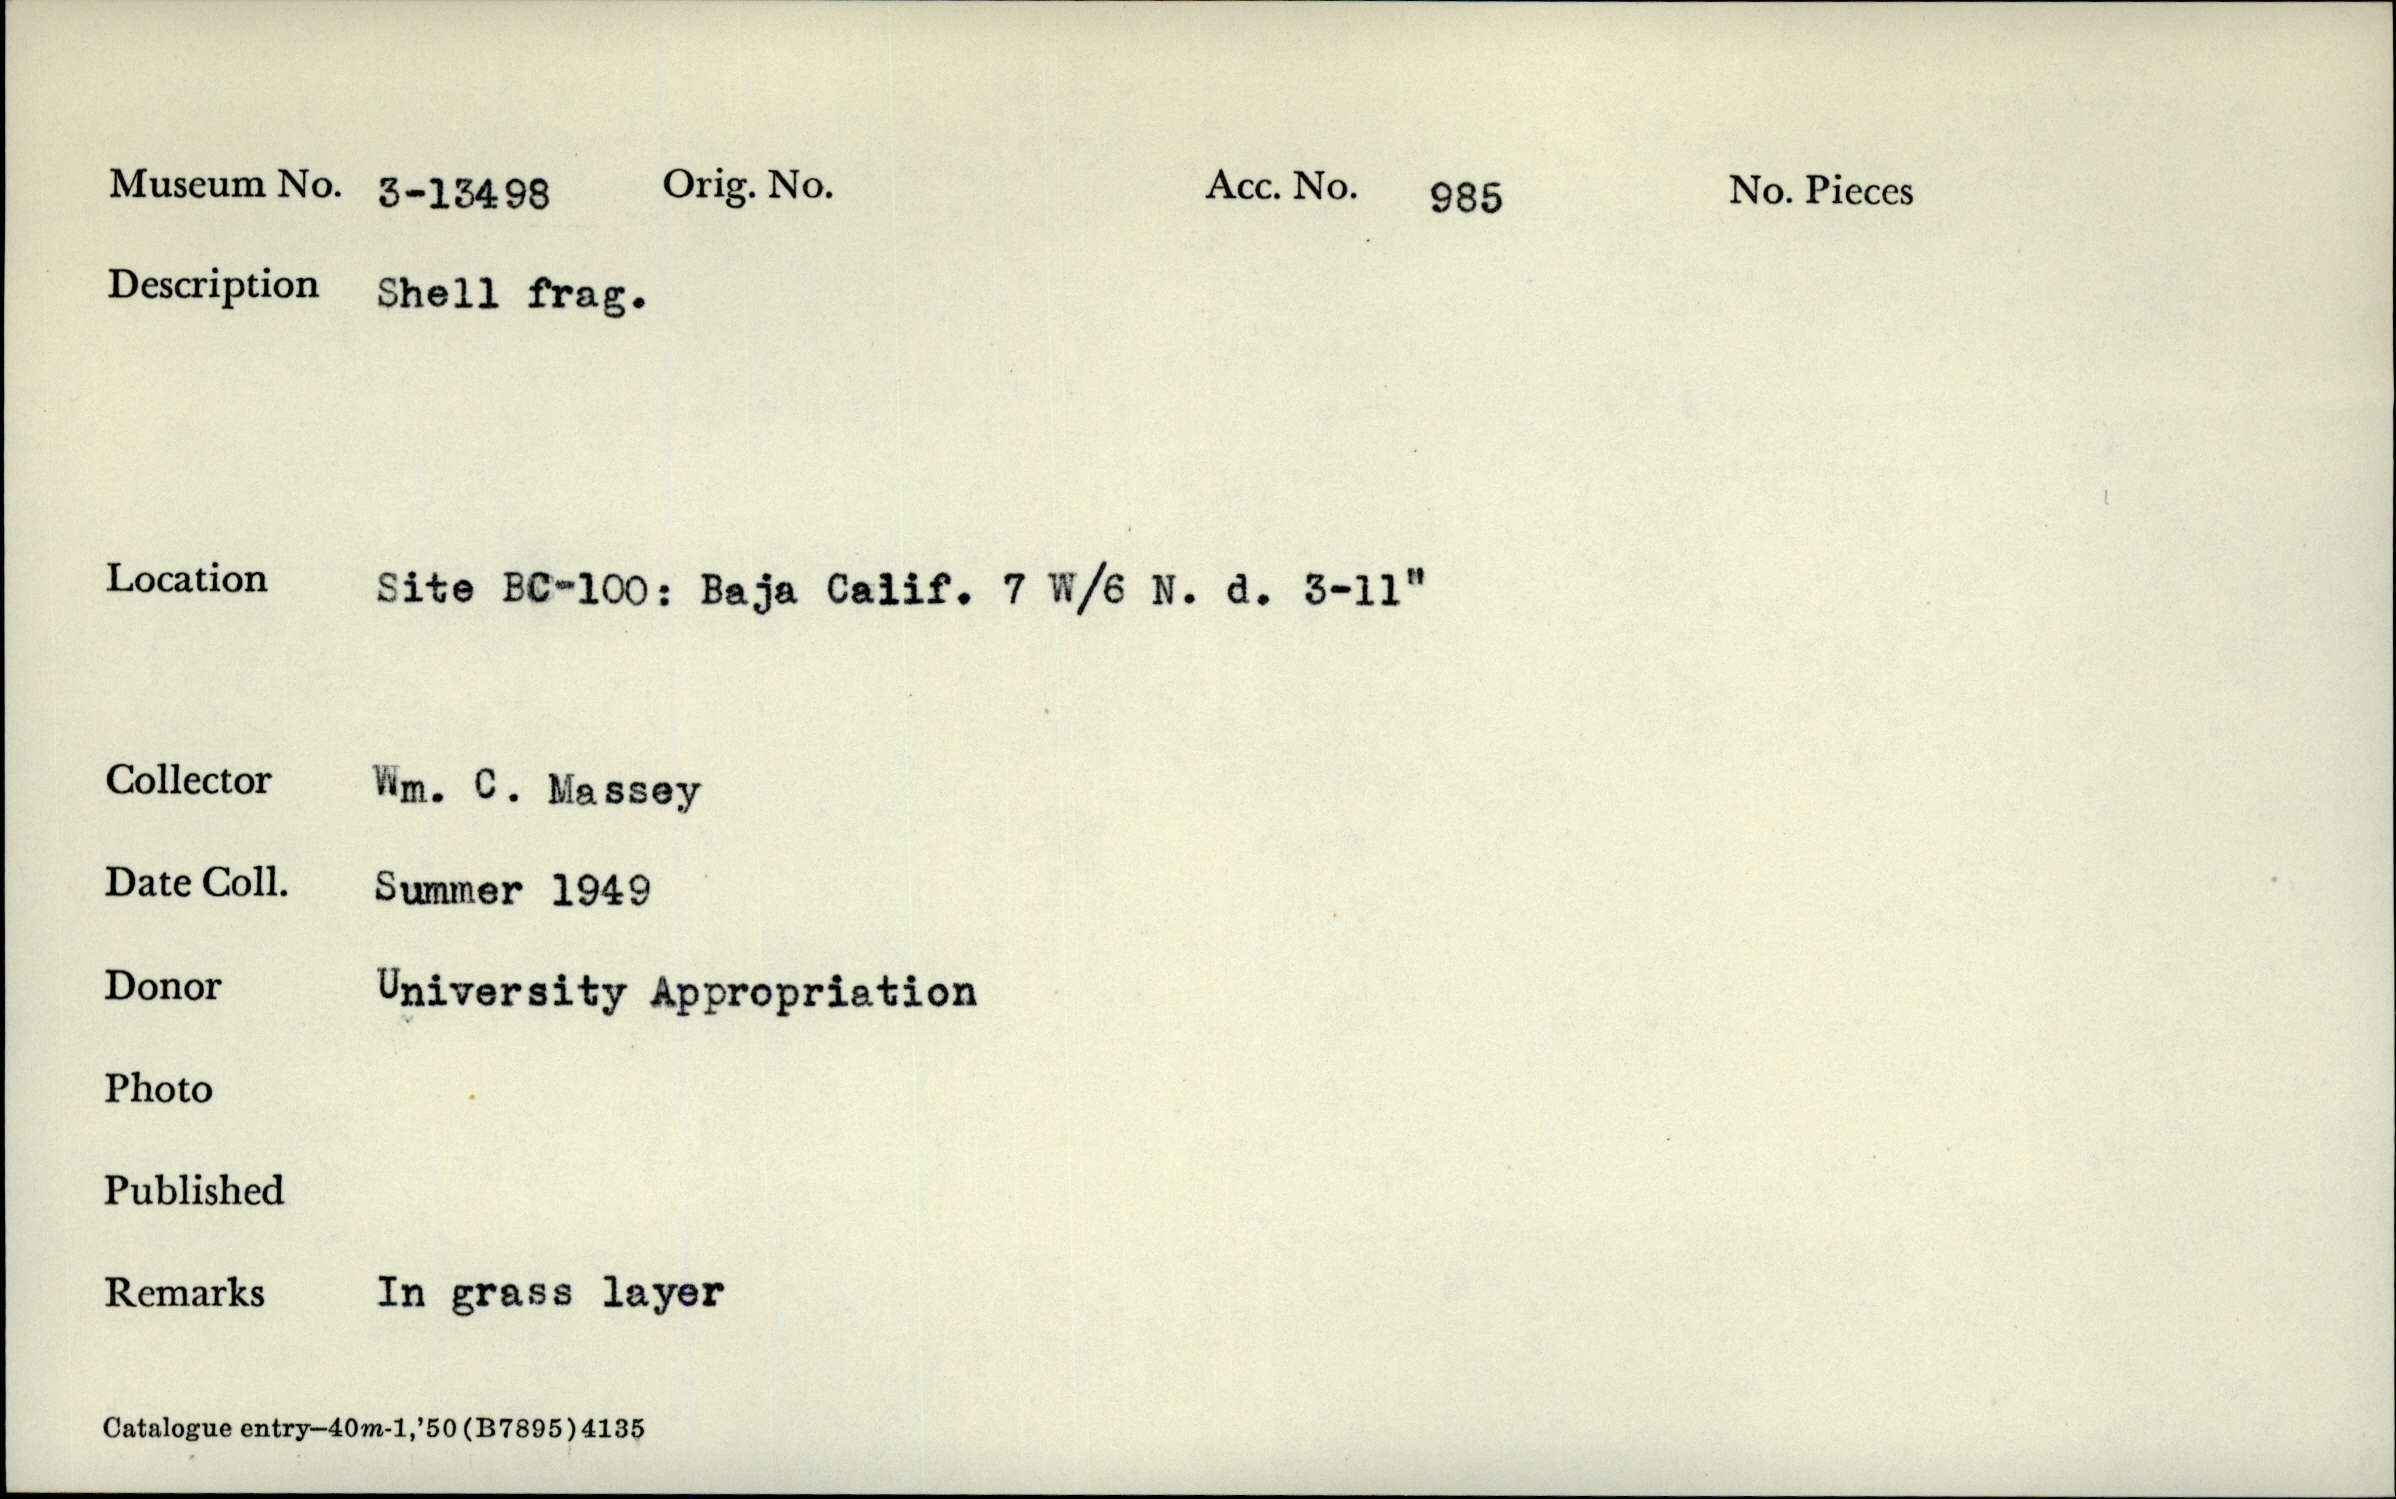 Museum No. 3-13498 Orig. No. Acc. No. 985 No. Pieces
Description Shell frag.
Location Site BC-100: Baja Calif. 7 W/6 N. d. 3-11"
Collector Wm. C. Massey
Date Coll. Summer 1949
Donor University Appropriation
Photo
Published
Remarks In grass layer
Catalogue entry—40m-1,'50 (B7895) 4135